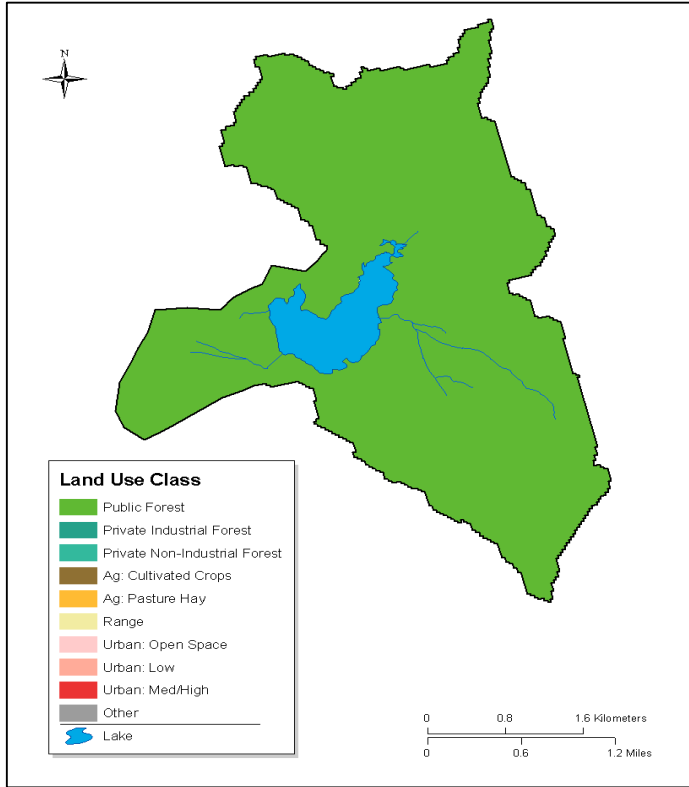 N
Land Use Class
Public Forest
Private Industrial Forest
Private Non-Industrial Forest
Ag: Cultivated Crops
Ag: Pasture Hay
Range
Urban: Open Space
Urban: Low
Urban: Med/High
Other
Lake
0 0.8 1.6 Kilometers
0 0.6 1.2 Miles